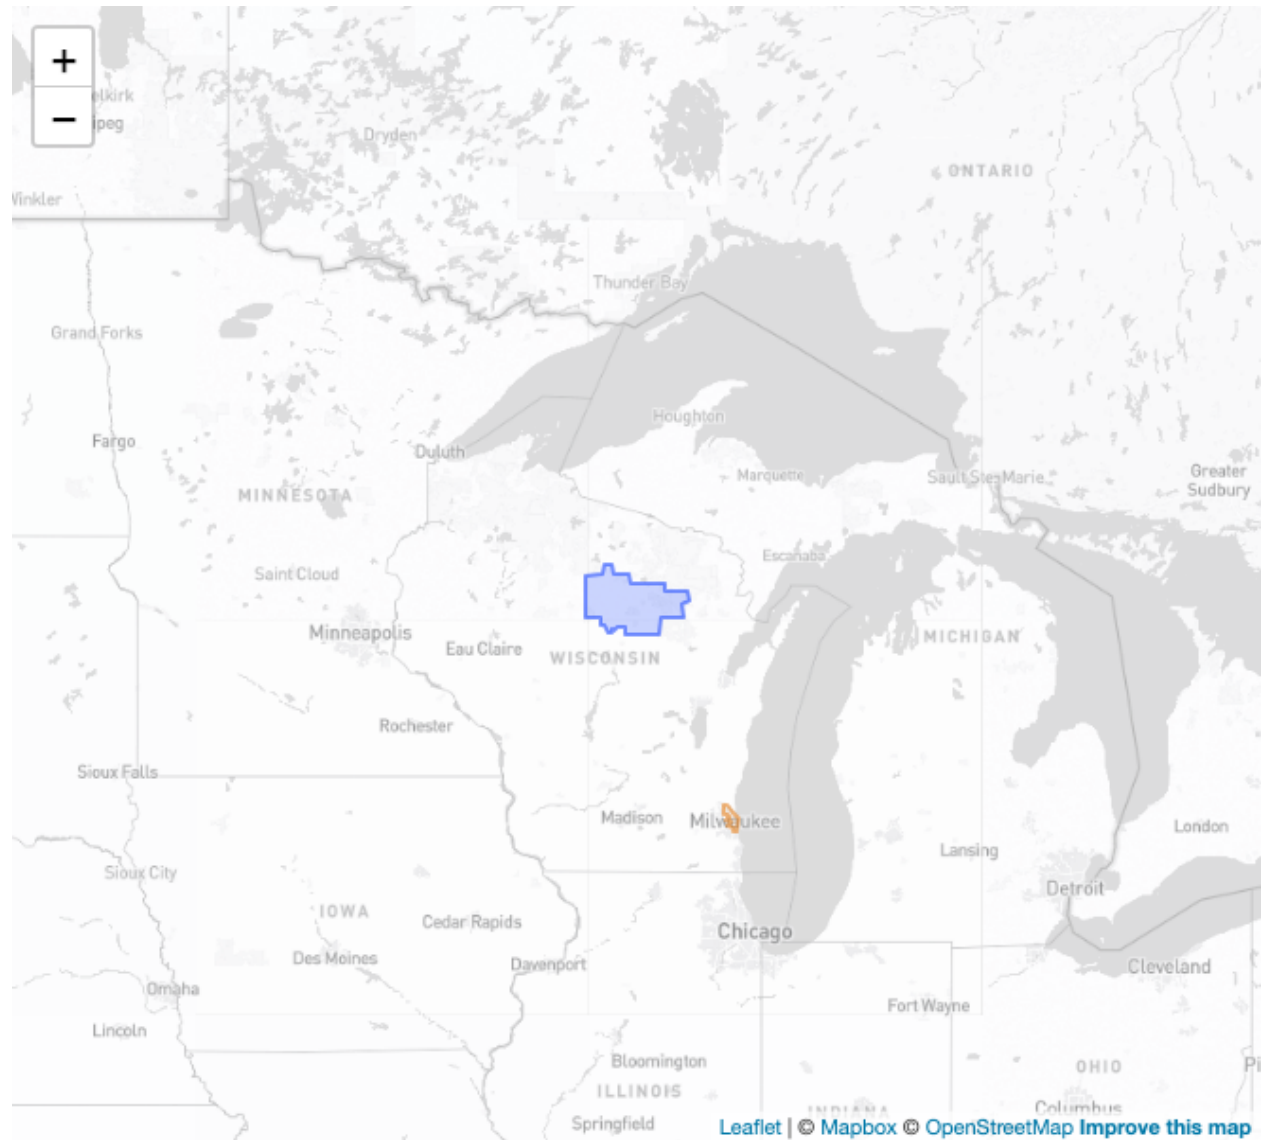 +
−
elkirk
ipeg
Dryden
ONTARIO
Winkler
Thunder Bay
Grand Forks
Houghton
Fargo
Duluth
Marquette
Sault Ste. Marie
Greater
Sudbury
MINNESOTA
Escanaba
Saint Cloud
Minneapolis
MICHIGAN
Eau Claire
WISCONSIN
Rochester
Sioux Falls
Madison
Milwaukee
London
Lansing
Sioux City
Detroit
IOWA
Cedar Rapids
Chicago
Des Moines
Davenport
Cleveland
Omaha
Fort Wayne
Lincoln
Bloomington
OHIO
Pi
ILLINOIS
INDIANA
Columbus
Springfield
Leaflet | © Mapbox © OpenStreetMap Improve this map